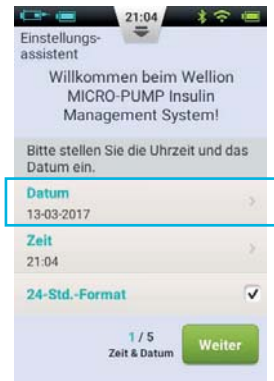 21:04
Einstellungs-
assistent
Willkommen beim Wellion
MICRO-PUMP Insulin
Management System!
Bitte stellen Sie die Uhrzeit und das
Datum ein.
Datum
13-03-2017
Zeit
21:04
24-Std.-Format
1 / 5
Zeit & Datum
Weiter